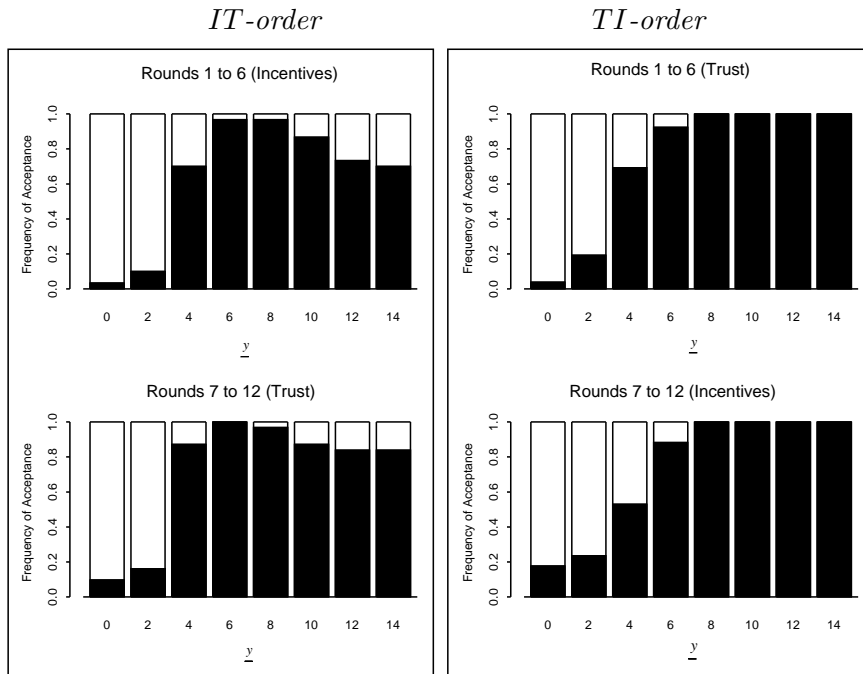 IT-order
TI-order
Rounds 1 to 6 (Incentives)
Frequency of Acceptance
0.0 0.2 0.4 0.6 0.8 1.0
0 2 4 6 8 10 12 14
y
Rounds 7 to 12 (Trust)
Frequency of Acceptance
0.0 0.2 0.4 0.6 0.8 1.0
0 2 4 6 8 10 12 14
y
Rounds 1 to 6 (Trust)
Frequency of Acceptance
0.0 0.2 0.4 0.6 0.8 1.0
0 2 4 6 8 10 12 14
y
Rounds 7 to 12 (Incentives)
Frequency of Acceptance
0.0 0.2 0.4 0.6 0.8 1.0
0 2 4 6 8 10 12 14
y